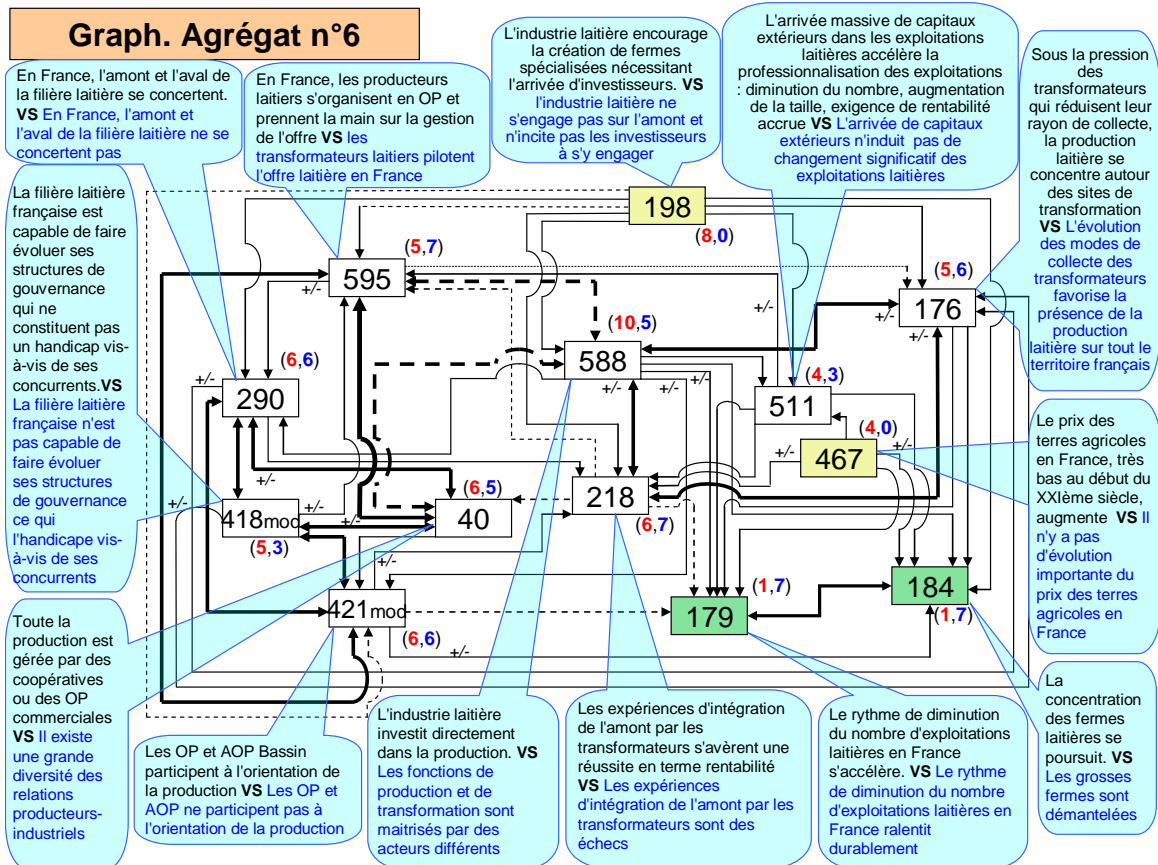 Graph. Agrégat n°6
En France, l'amont et l'aval de
la filière laitière se concertent.
VS En France, l'amont et
l'aval de la filière laitière ne se
concertent pas
En France, les producteurs
laitiers s'organisent en OP et
prennent la main sur la gestion
de l'offre VS les
transformateurs laitiers pilotent
l'offre laitière en France
L'industrie laitière encourage
la création de fermes
spécialisées nécessitant
l'arrivée d'investisseurs. VS
l'industrie laitière ne
s'engage pas sur l'amont et
n'incite pas les investisseurs
à s'y engager
L'arrivée massive de capitaux
extérieurs dans les exploitations
laitières accélère la
professionnalisation des exploitations
: diminution du nombre, augmentation
de la taille, exigence de rentabilité
accrue VS L'arrivée de capitaux
extérieurs n'induit pas de
changement significatif des
exploitations laitières
Sous la pression
des
transformateurs
qui réduisent leur
rayon de collecte,
la production
laitière se
concentre autour
des sites de
transformation
VS L'évolution
des modes de
collecte des
transformateurs
favorise la
présence de la
production
laitière sur tout le
territoire français
La filière laitière
française est
capable de faire
évoluer ses
structures de
gouvernance
qui ne
constituent pas
un handicap vis-
à-vis de ses
concurrents.VS
La filière laitière
française n'est
pas capable de
faire évoluer
ses structures
de gouvernance
ce qui
l'handicape vis-
à-vis de ses
concurrents
198
(8,0)
595
(5,7)
+/-
176
(5,6)
+/-
+/-
+/-
588
(10,5)
+/-
+/-
290
(6,6)
+/-
511
(4,3)
+/-
467
(4,0)
+/-
+/-
+/-
218
(6,7)
40
(6,5)
418mod
(5,3)
+/-
+/-
421mod
(6,6)
+/-
+/-
179
(1,7)
184
(1,7)
Le prix des
terres agricoles
en France, très
bas au début du
XXIème siècle,
augmente VS Il
n'y a pas
d'évolution
importante du
prix des terres
agricoles en
France
Toute la
production est
gérée par des
coopératives
ou des OP
commerciales
VS Il existe
une grande
diversité des
relations
producteurs-
industriels
Les OP et AOP Bassin
participent à l'orientation de
la production VS Les OP et
AOP ne participent pas à
l'orientation de la production
L'industrie laitière
investit directement
dans la production. VS
Les fonctions de
production et de
transformation sont
maitrisés par des
acteurs différents
Les expériences d'intégration
de l'amont par les
transformateurs s'avèrent une
réussite en terme rentabilité
VS Les expériences
d'intégration de l'amont par les
transformateurs sont des
échecs
Le rythme de diminution
du nombre d'exploitations
laitières en France
s'accélère. VS Le rythme
de diminution du nombre
d'exploitations laitières en
France ralentit
durablement
La
concentration
des fermes
laitières se
poursuit. VS
Les grosses
fermes sont
démantelées